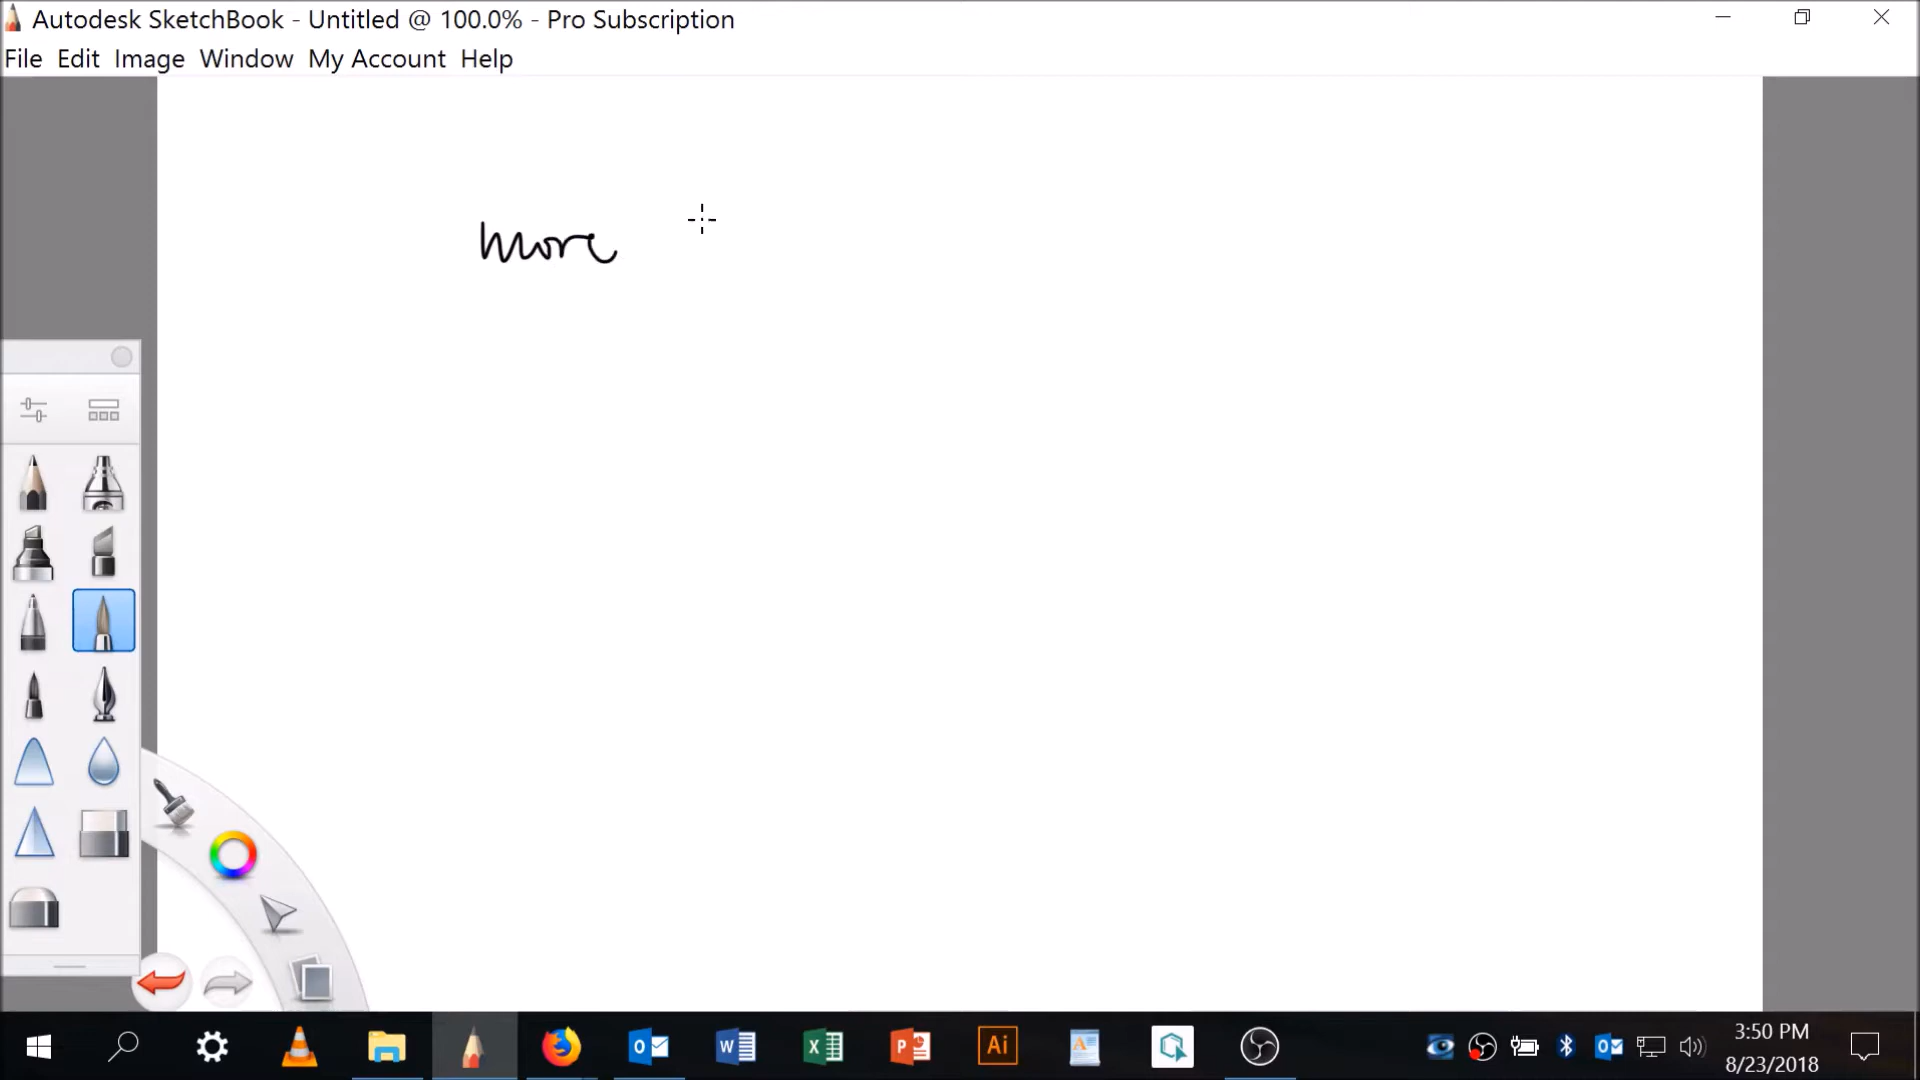 Autodesk SketchBook - Untitled @ 100.0% - Pro Subscription
File Edit Image Window My Account Help
more
3:50 PM
8/23/2018